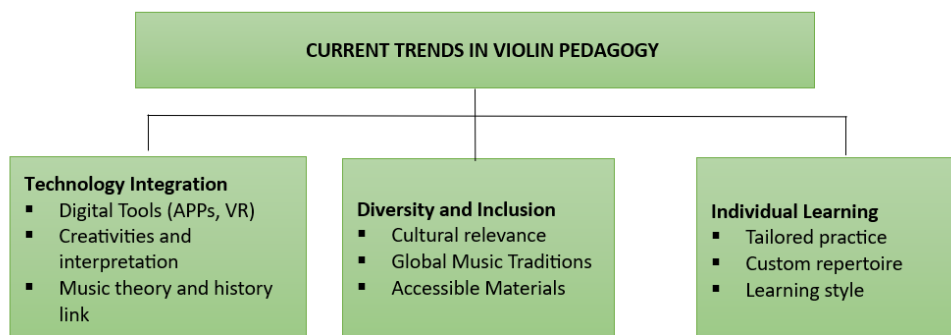 CURRENT TRENDS IN VIOLIN PEDAGOGY
Technology Integration
▪ Digital Tools (APPs, VR)
▪ Creativities and
interpretation
▪ Music theory and history
link
Diversity and Inclusion
▪ Cultural relevance
▪ Global Music Traditions
▪ Accessible Materials
Individual Learning
▪ Tailored practice
▪ Custom repertoire
▪ Learning style